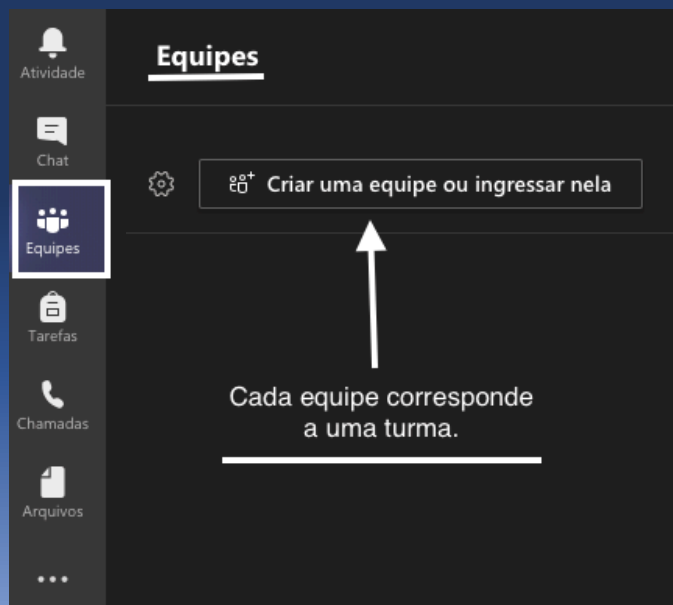 Atividade
Chat
Equipes
Tarefas
Chamadas
Arquivos
Equipes
Criar uma equipe ou ingressar nela
Cada equipe corresponde
a uma turma.